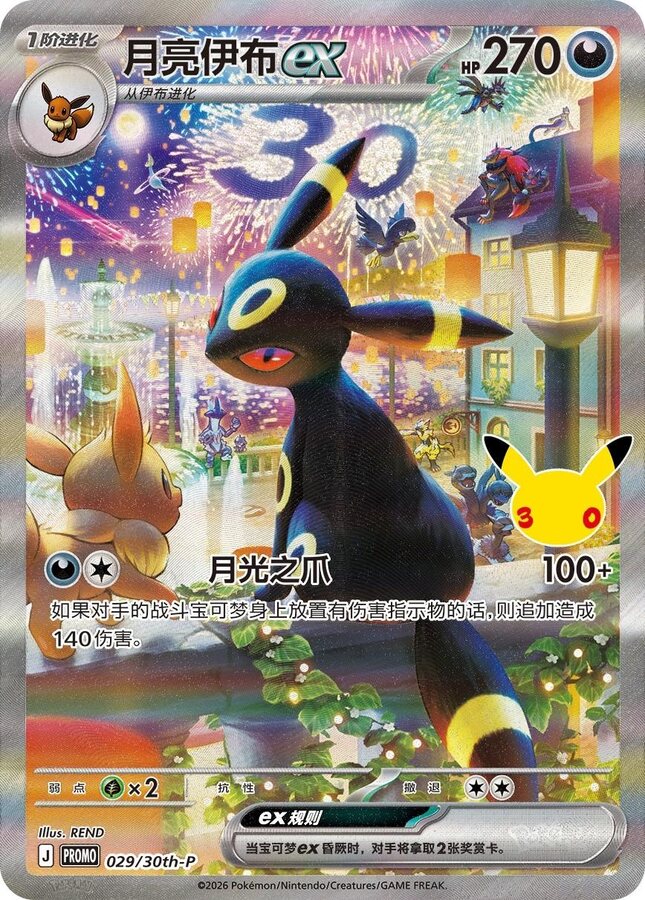 1阶进化
月亮伊布ex
HP 270
从伊布进化
30
30
月光之爪 100+
如果对手的战斗宝可梦身上放置有伤害指示物的话,则追加造成
140伤害。
弱点 ×2 抗性 撤退
ex规则
当宝可梦ex昏厥时,对手将拿取2张奖赏卡。
Illus. REND
J PROMO 029/30th-P
©2026 Pokémon/Nintendo/Creatures/GAME FREAK.